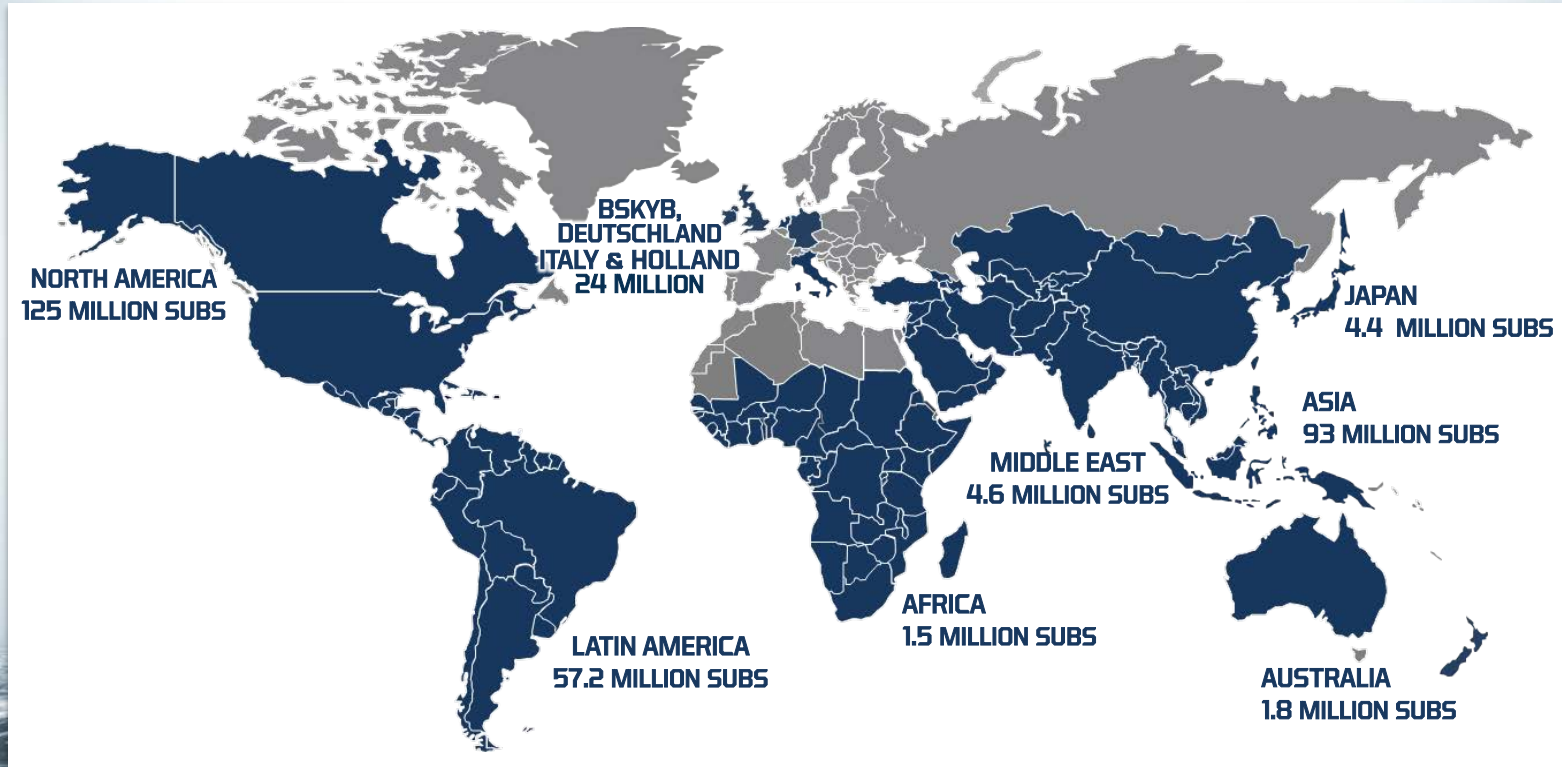 NORTH AMERICA
125 MILLION SUBS
BSKYB,
DEUTSCHLAND
ITALY & HOLLAND
24 MILLION
JAPAN
4.4 MILLION SUBS
ASIA
93 MILLION SUBS
MIDDLE EAST
4.6 MILLION SUBS
AFRICA
1.5 MILLION SUBS
LATIN AMERICA
57.2 MILLION SUBS
AUSTRALIA
1.8 MILLION SUBS